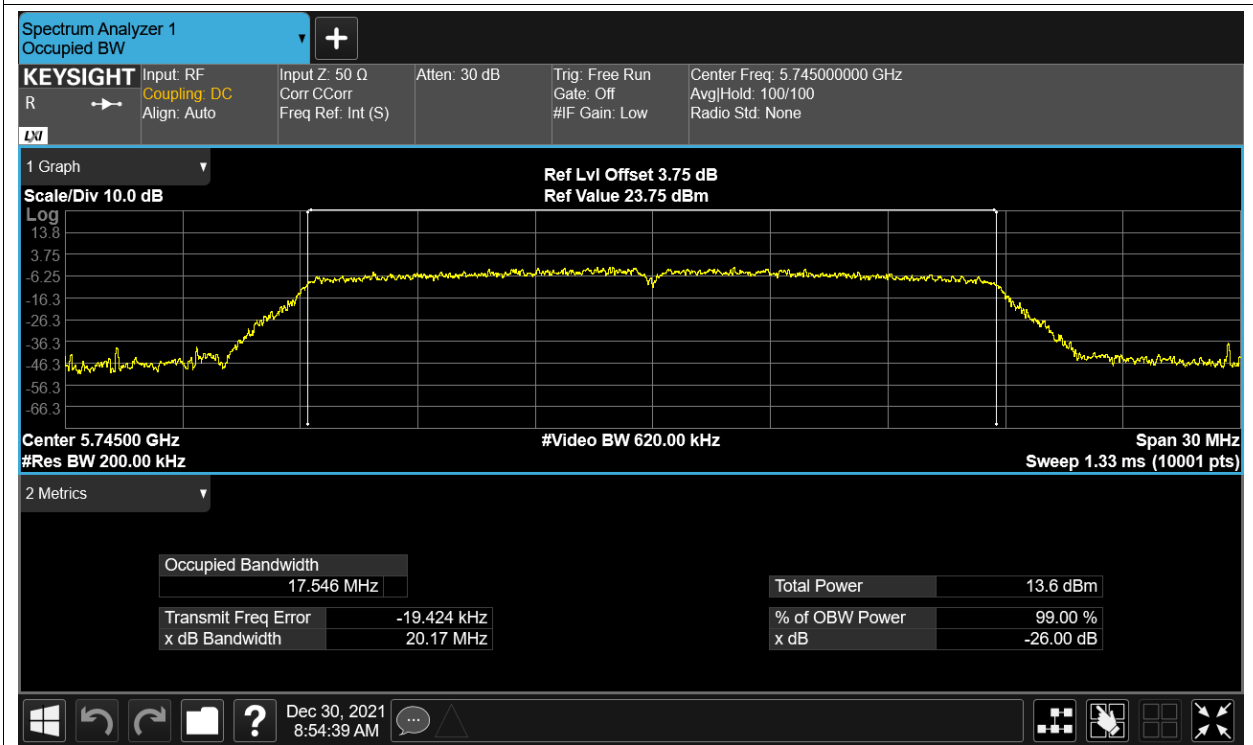 Spectrum Analyzer 1
Occupied BW
KEYSIGHT
R
LXI
Input: RF
Coupling: DC
Align: Auto
Input Z: 50 Ω
Corr CCorr
Freq Ref: Int (S)
Atten: 30 dB
Trig: Free Run
Gate: Off
#IF Gain: Low
Center Freq: 5.745000000 GHz
Avg|Hold: 100/100
Radio Std: None
1 Graph
Scale/Div 10.0 dB
Ref Lvl Offset 3.75 dB
Ref Value 23.75 dBm
Log
13.8
3.75
-6.25
-16.3
-26.3
-36.3
-46.3
-56.3
-66.3
Center 5.74500 GHz
#Video BW 620.00 kHz
Span 30 MHz
#Res BW 200.00 kHz
Sweep 1.33 ms (10001 pts)
2 Metrics
Occupied Bandwidth
17.546 MHz
Total Power 13.6 dBm
Transmit Freq Error -19.424 kHz
% of OBW Power 99.00 %
x dB Bandwidth 20.17 MHz
x dB -26.00 dB
?
Dec 30, 2021
8:54:39 AM